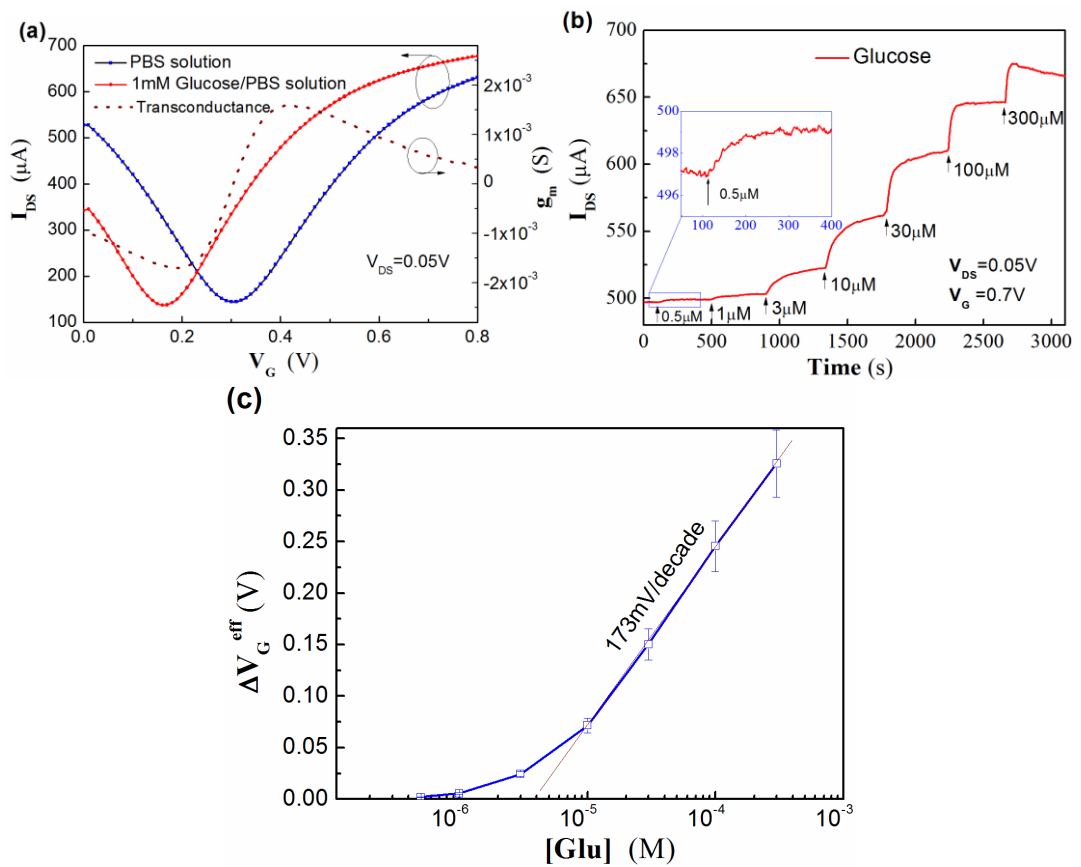 (a)
700
600
500
400
300
200
100
I_DS (μA)
PBS solution
1mM Glucose/PBS solution
Transconductance
2x10⁻³
1x10⁻³
0
-1x10⁻³
-2x10⁻³
g_m (S)
V_DS=0.05V
0.0 0.2 0.4 0.6 0.8
V_G (V)
(b)
700
650
600
550
500
I_DS (μA)
Glucose
500
498
496
0.5μM
100 200 300 400
0.5μM
1μM
3μM
10μM
30μM
100μM
300μM
V_DS=0.05V
V_G =0.7V
0 500 1000 1500 2000 2500 3000
Time (s)
(c)
0.35
0.30
0.25
0.20
0.15
0.10
0.05
0.00
ΔV_G^eff (V)
173mV/decade
10⁻⁶ 10⁻⁵ 10⁻⁴ 10⁻³
[Glu] (M)